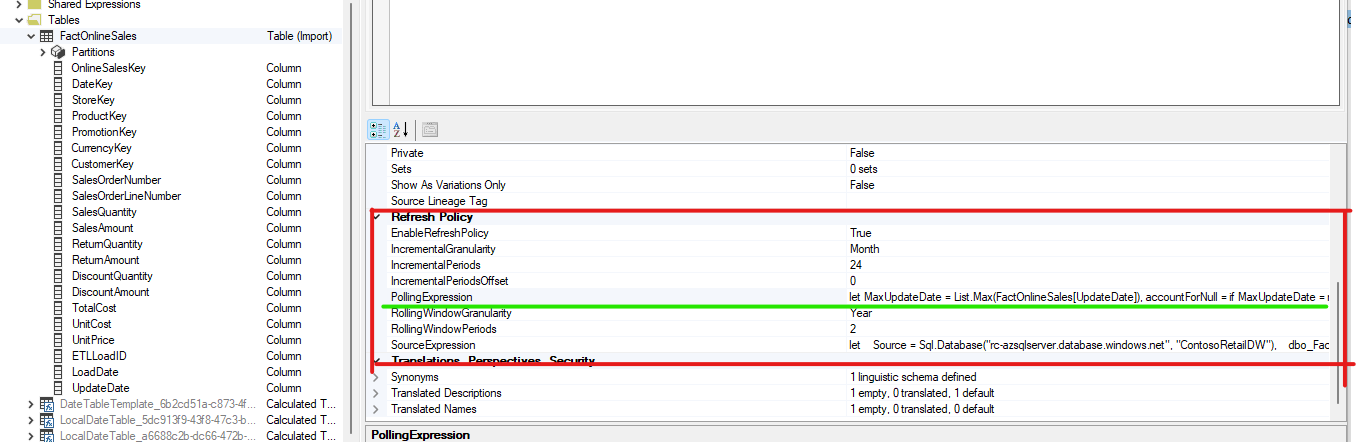 Shared Expressions
Tables
FactOnlineSales Table (Import)
Partitions
OnlineSalesKey Column
DateKey Column
StoreKey Column
ProductKey Column
PromotionKey Column
CurrencyKey Column
CustomerKey Column
SalesOrderNumber Column
SalesOrderLineNumber Column
SalesQuantity Column
SalesAmount Column
ReturnQuantity Column
ReturnAmount Column
DiscountQuantity Column
DiscountAmount Column
TotalCost Column
UnitCost Column
UnitPrice Column
ETLLoadID Column
LoadDate Column
UpdateDate Column
DateTableTemplate_6b2cd51a-c873-4f... Calculated T...
LocalDateTable_5dc913f9-43f8-47c3-b... Calculated T...
LocalDateTable_a6688c2b-dc66-472b-... Calculated T...
Private False
Sets 0 sets
Show As Variations Only False
Source Lineage Tag
Refresh Policy
EnableRefreshPolicy True
IncrementalGranularity Month
IncrementalPeriods 24
IncrementalPeriodsOffset 0
PollingExpression let MaxUpdateDate = List.Max(FactOnlineSales[UpdateDate]), accountForNull = if MaxUpdateDate =
RollingWindowGranularity Year
RollingWindowPeriods 2
SourceExpression let Source = Sql.Database("rc-azsqlserver.database.windows.net", "ContosoRetailDW"), dbo_Fac
Translations, Perspectives, Security
Synonyms 1 linguistic schema defined
Translated Descriptions 1 empty, 0 translated, 1 default
Translated Names 1 empty, 0 translated, 0 default
PollingExpression